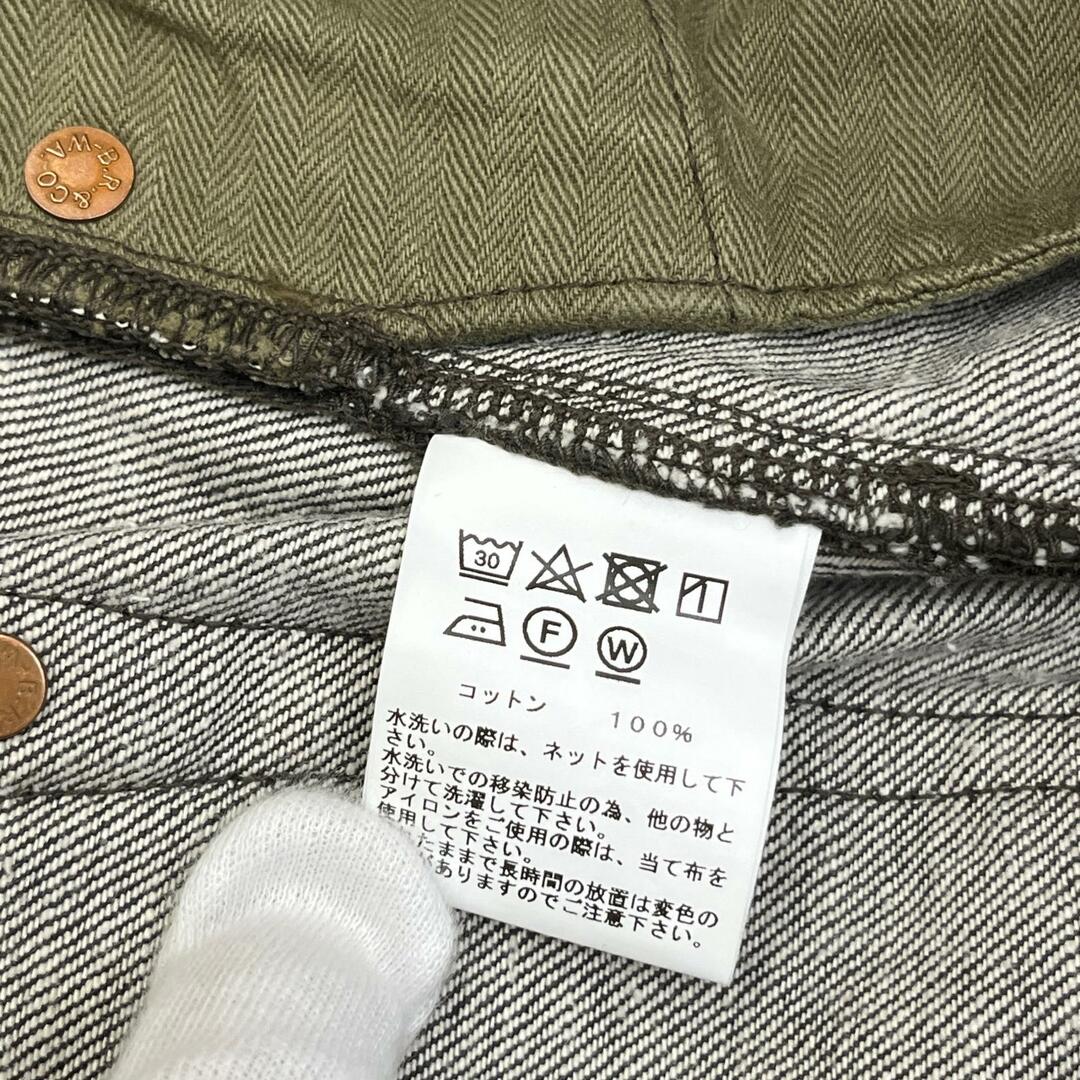 WA-B.R.&CO.
30
F W
コットン 100%
水洗いの際は、ネットを使用して下
さい。
水洗いでの移染防止の為、他の物と
分けて洗濯して下さい。
アイロンをご使用の際は、当て布を
使用して下さい。
たままで長時間の放置は変色の
がありますのでご注意下さい。